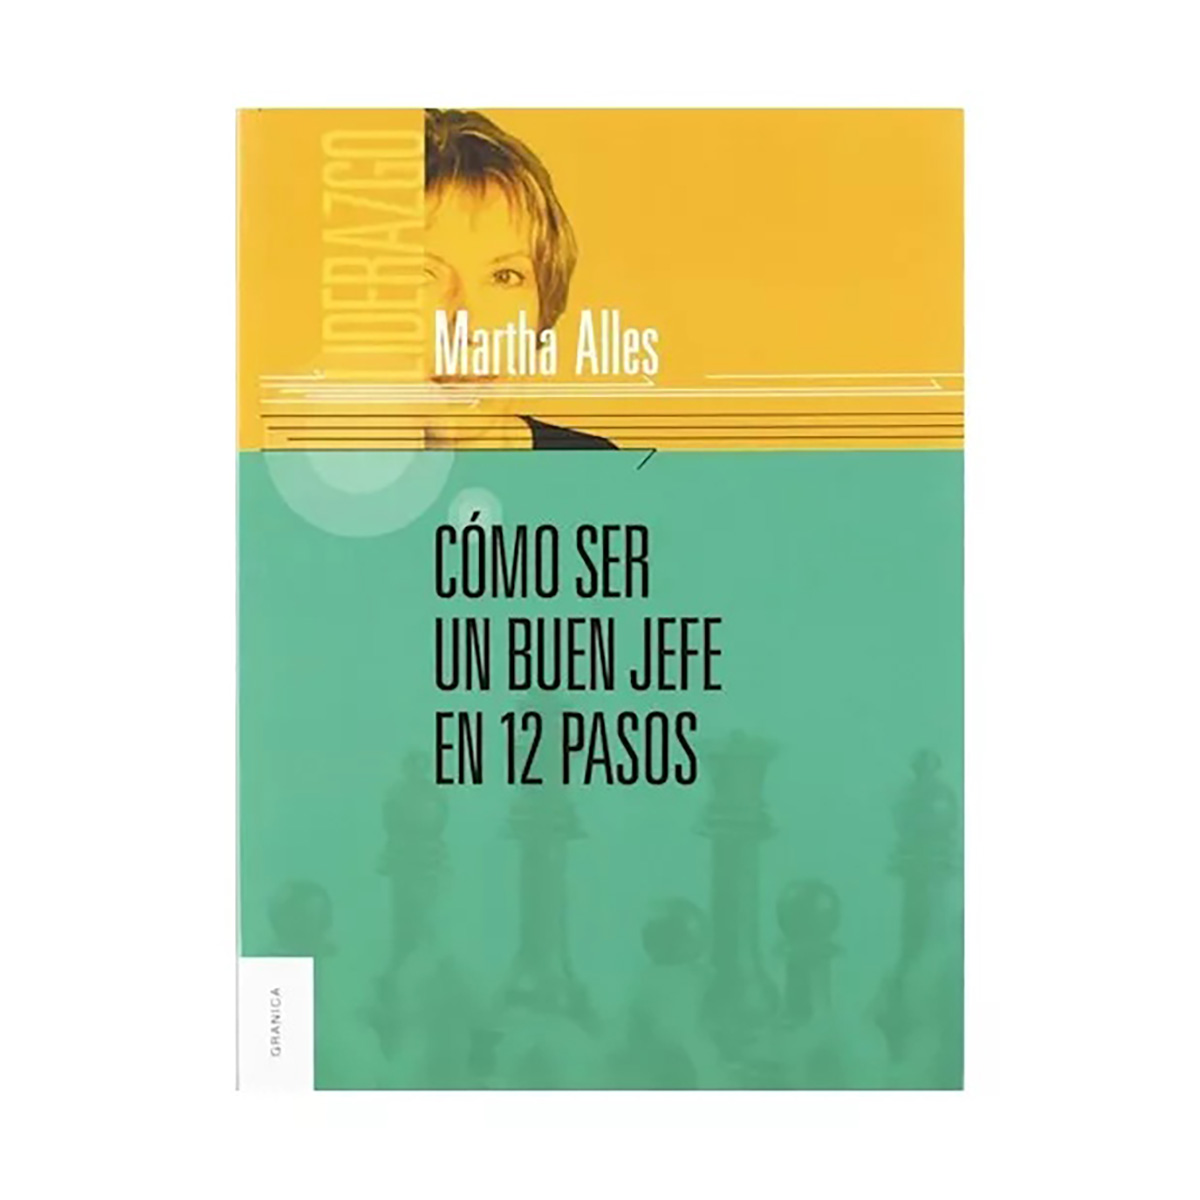 LIDERAZGO
Martha Alles
CÓMO SER
UN BUEN JEFE
EN 12 PASOS
GRANICA